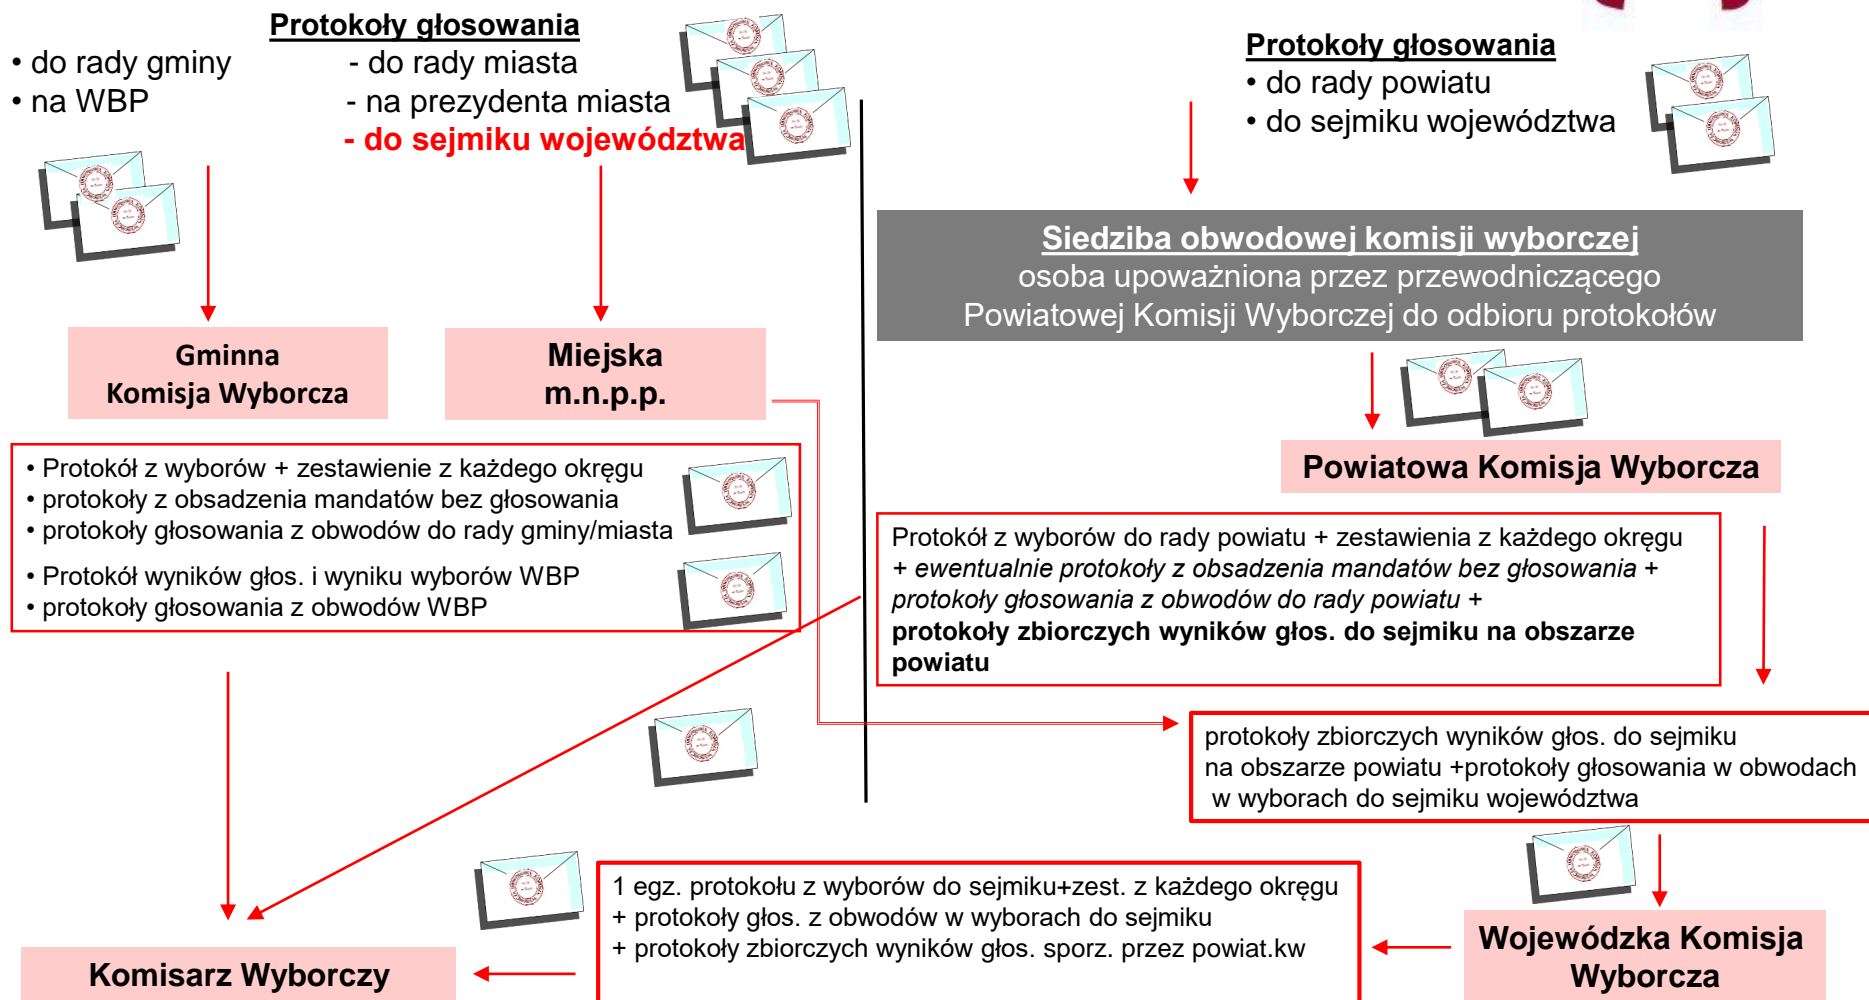 Protokoły głosowania
• do rady gminy
• na WBP
- do rady miasta
- na prezydenta miasta
- do sejmiku województwa
Protokoły głosowania
• do rady powiatu
• do sejmiku województwa
Siedziba obwodowej komisji wyborczej
osoba upoważniona przez przewodniczącego
Powiatowej Komisji Wyborczej do odbioru protokołów
Gminna
Komisja Wyborcza
Miejska
m.n.p.p.
Powiatowa Komisja Wyborcza
• Protokół z wyborów + zestawienie z każdego okręgu
• protokoły z obsadzenia mandatów bez głosowania
• protokoły głosowania z obwodów do rady gminy/miasta
• Protokół wyników głos. i wyniku wyborów WBP
• protokoły głosowania z obwodów WBP
Protokół z wyborów do rady powiatu + zestawienia z każdego okręgu
+ ewentualnie protokoły z obsadzenia mandatów bez głosowania +
protokoły głosowania z obwodów do rady powiatu +
protokoły zbiorczych wyników głos. do sejmiku na obszarze
powiatu
protokoły zbiorczych wyników głos. do sejmiku
na obszarze powiatu +protokoły głosowania w obwodach
w wyborach do sejmiku województwa
1 egz. protokołu z wyborów do sejmiku+zest. z każdego okręgu
+ protokoły głos. z obwodów w wyborach do sejmiku
+ protokoły zbiorczych wyników głos. sporz. przez powiat.kw
Wojewódzka Komisja
Wyborcza
Komisarz Wyborczy